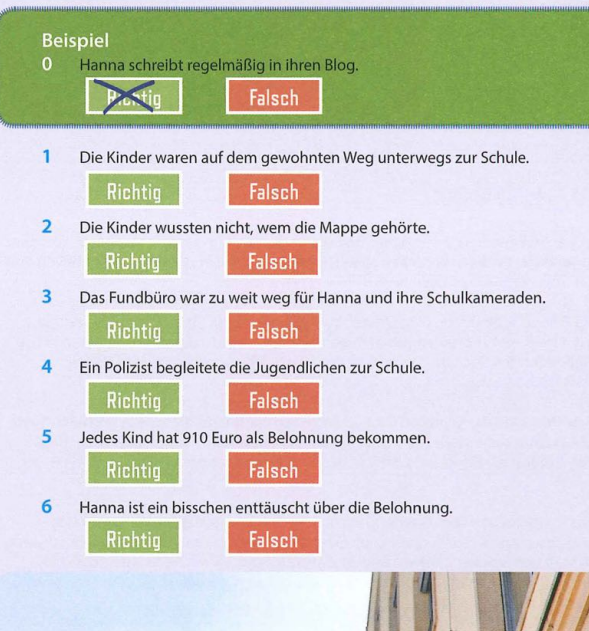 Beispiel
0 Hanna schreibt regelmäßig in ihren Blog.
Richtig Falsch
1 Die Kinder waren auf dem gewohnten Weg unterwegs zur Schule.
Richtig Falsch
2 Die Kinder wussten nicht, wem die Mappe gehörte.
Richtig Falsch
3 Das Fundbüro war zu weit weg für Hanna und ihre Schulkameraden.
Richtig Falsch
4 Ein Polizist begleitete die Jugendlichen zur Schule.
Richtig Falsch
5 Jedes Kind hat 910 Euro als Belohnung bekommen.
Richtig Falsch
6 Hanna ist ein bisschen enttäuscht über die Belohnung.
Richtig Falsch